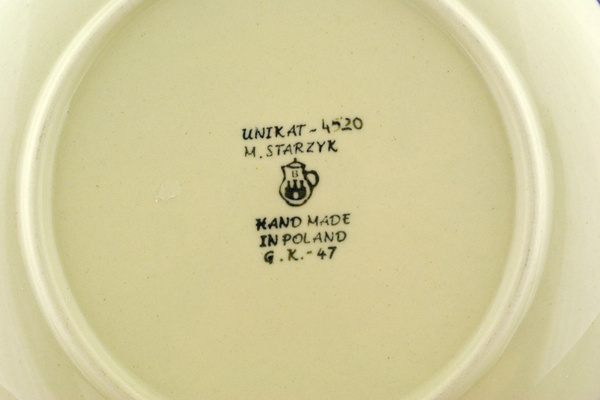 UNIKAT - 4520
M. STARZYK
B
HAND MADE
IN POLAND
G. K. - 47